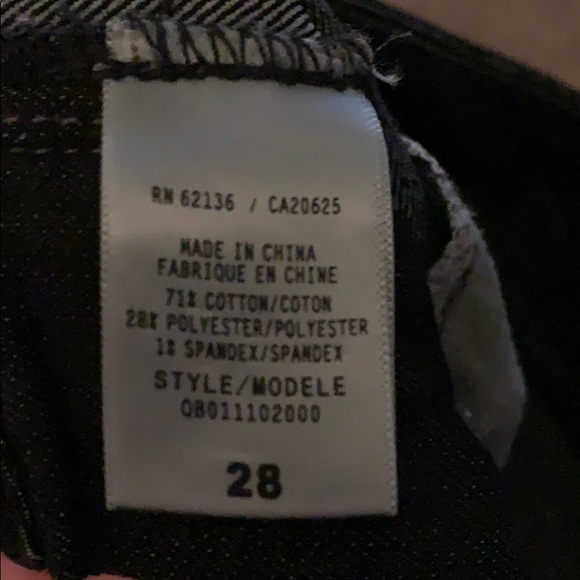 RN 62136 / CA20625
MADE IN CHINA
FABRIQUE EN CHINE
71% COTTON/COTON
28% POLYESTER/POLYESTER
1% SPANDEX/SPANDEX
STYLE/MODELE
QB011102000
28